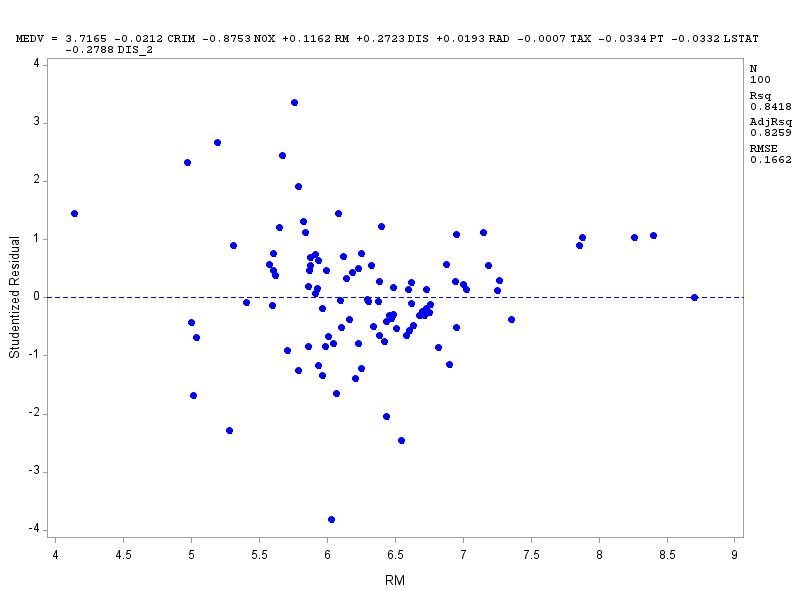 MEDV = 3.7165 -0.0212 CRIM -0.8753 NOX +0.1162 RM +0.2723 DIS +0.0193 RAD -0.0007 TAX -0.0334 PT -0.0332 LSTAT
-0.2788 DIS_2
N
100
Rsq
0.8418
AdjRsq
0.8259
RMSE
0.1662
4
3
2
1
0
-1
-2
-3
-4
Studentized Residual
4 4.5 5 5.5 6 6.5 7 7.5 8 8.5 9
RM